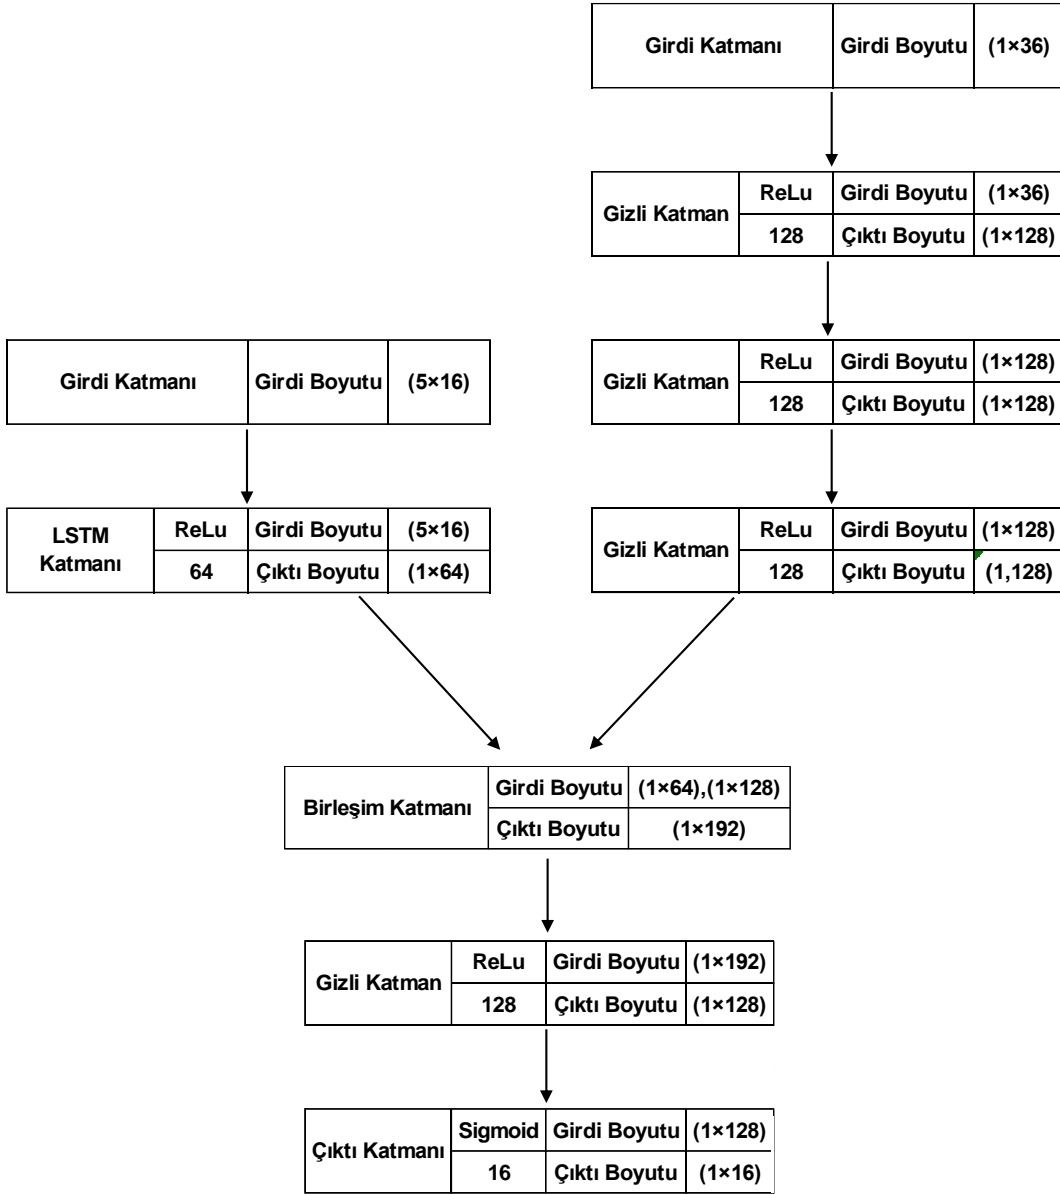 Girdi Katmanı Girdi Boyutu (1×36)
Gizli Katman ReLu Girdi Boyutu (1×36)
128 Çıktı Boyutu (1×128)
Gizli Katman ReLu Girdi Boyutu (1×128)
128 Çıktı Boyutu (1×128)
Girdi Katmanı Girdi Boyutu (5×16)
LSTM
Katmanı
ReLu Girdi Boyutu (5×16)
64 Çıktı Boyutu (1×64)
Gizli Katman ReLu Girdi Boyutu (1×128)
128 Çıktı Boyutu (1,128)
Birleşim Katmanı Girdi Boyutu (1×64),(1×128)
Çıktı Boyutu (1×192)
Gizli Katman ReLu Girdi Boyutu (1×192)
128 Çıktı Boyutu (1×128)
Çıktı Katmanı Sigmoid Girdi Boyutu (1×128)
16 Çıktı Boyutu (1×16)